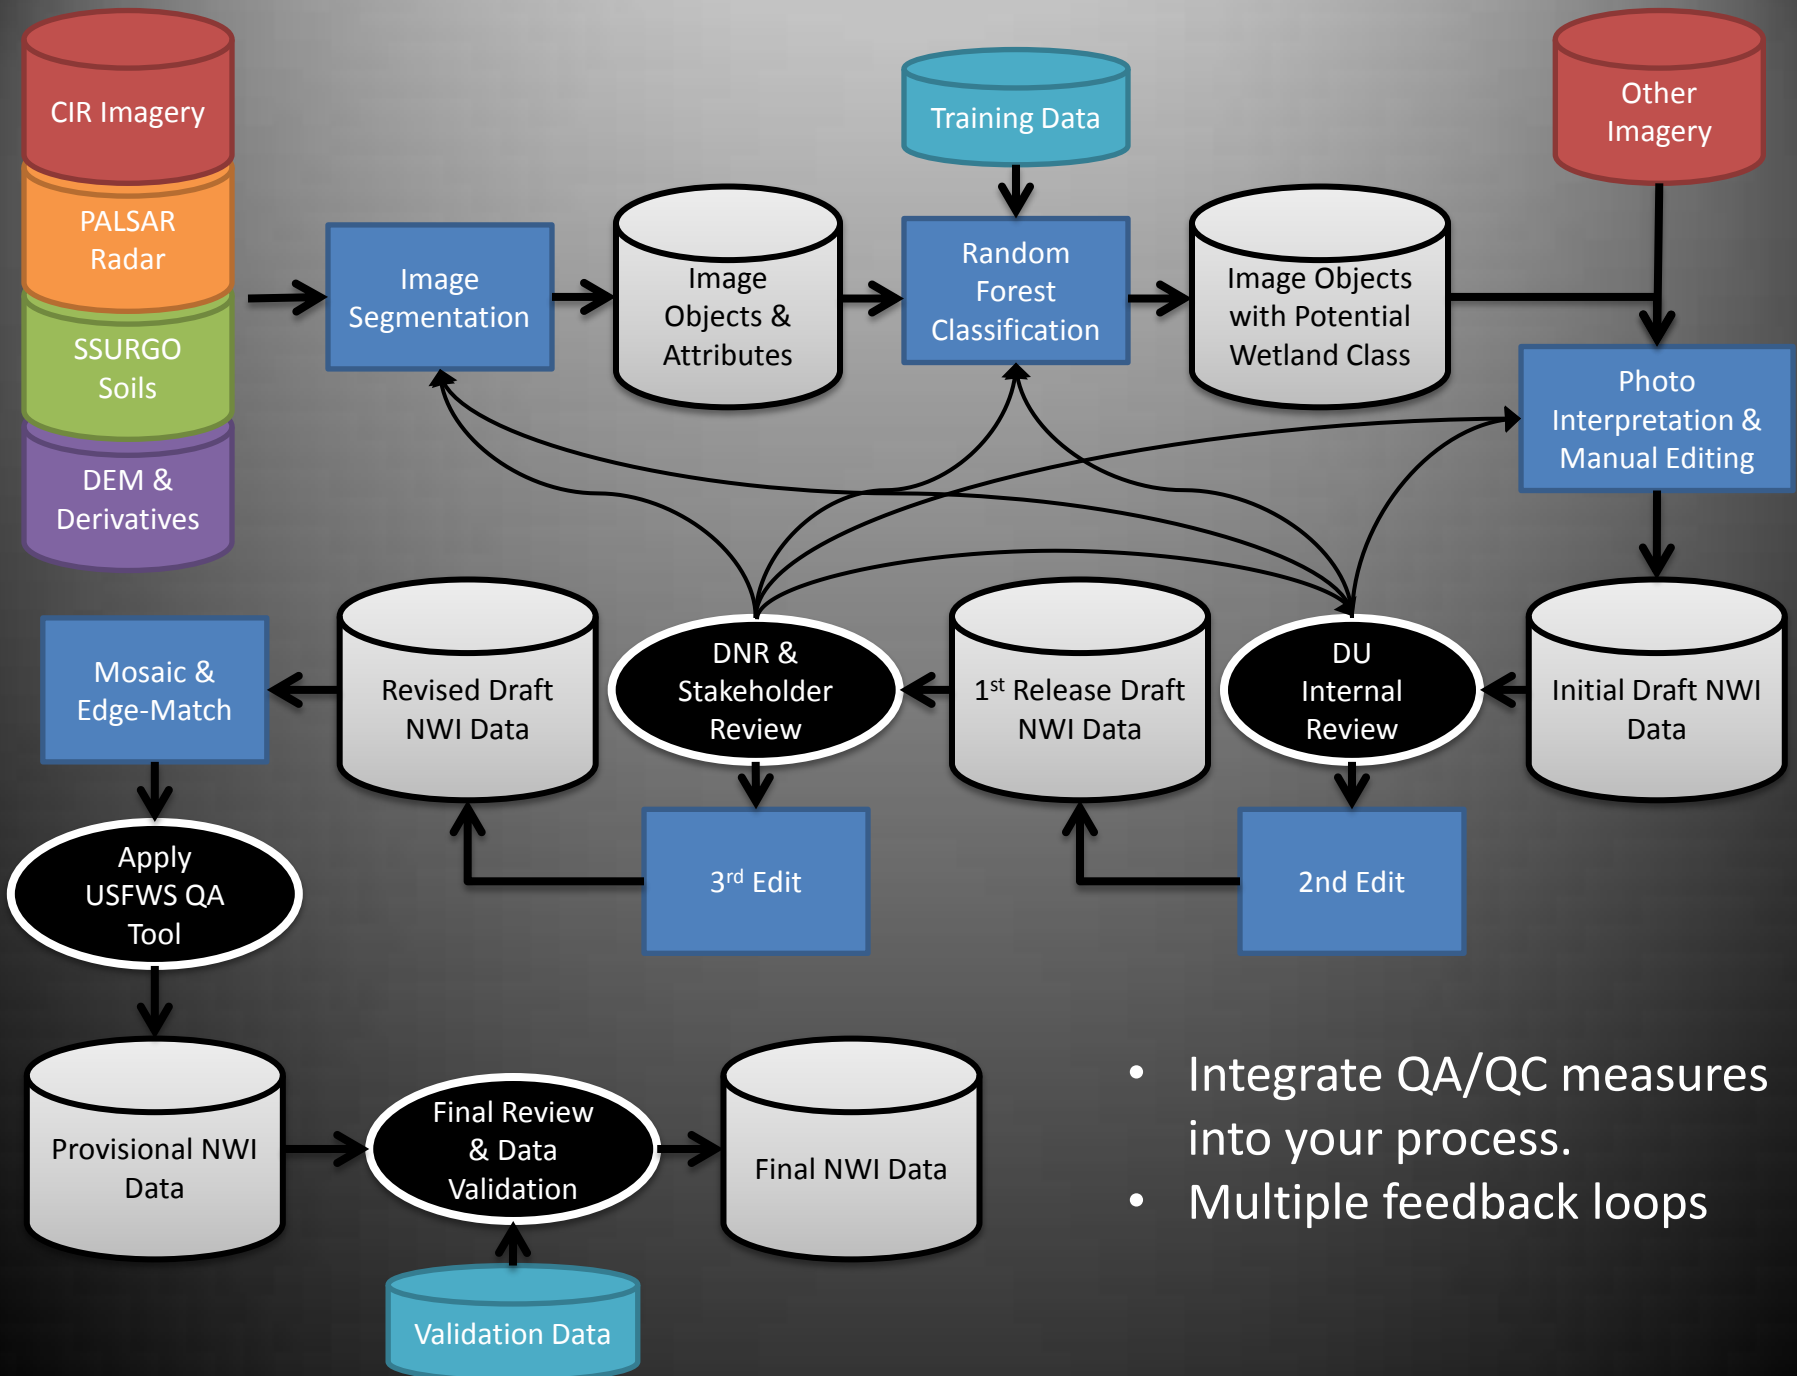 CIR Imagery
PALSAR
Radar
SSURGO
Soils
DEM &
Derivatives
Training Data
Other
Imagery
Image
Segmentation
Image
Objects &
Attributes
Random
Forest
Classification
Image Objects
with Potential
Wetland Class
Photo
Interpretation &
Manual Editing
Mosaic &
Edge-Match
Revised Draft
NWI Data
DNR &
Stakeholder
Review
1st Release Draft
NWI Data
DU
Internal
Review
Initial Draft NWI
Data
Apply
USFWS QA
Tool
3rd Edit
2nd Edit
Provisional NWI
Data
Final Review
& Data
Validation
Final NWI Data
Validation Data
• Integrate QA/QC measures
into your process.
• Multiple feedback loops